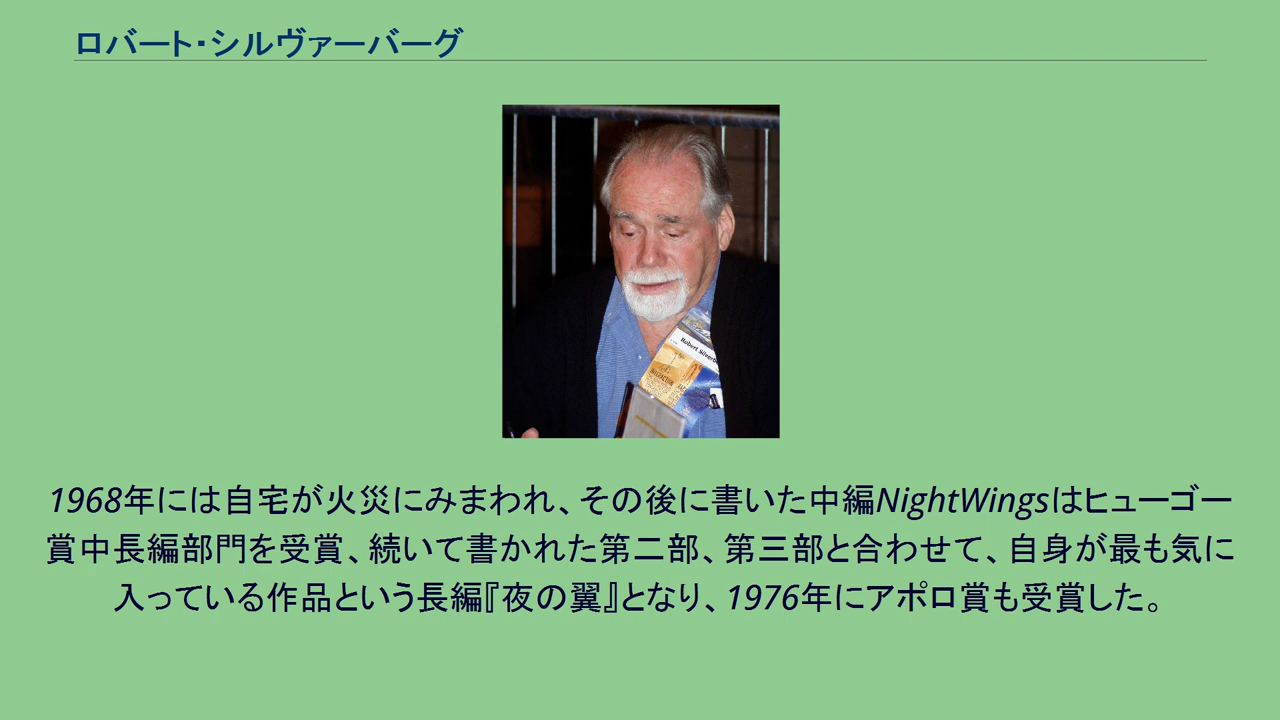 ロバート・シルヴァーバーグ
Robert Silverb
INTERACTION
1968年には自宅が火災にみまわれ、その後に書いた中編NightWingsはヒューゴー
賞中長編部門を受賞、続いて書かれた第二部、第三部と合わせて、自身が最も気に
入っている作品という長編『夜の翼』となり、1976年にアポロ賞も受賞した。